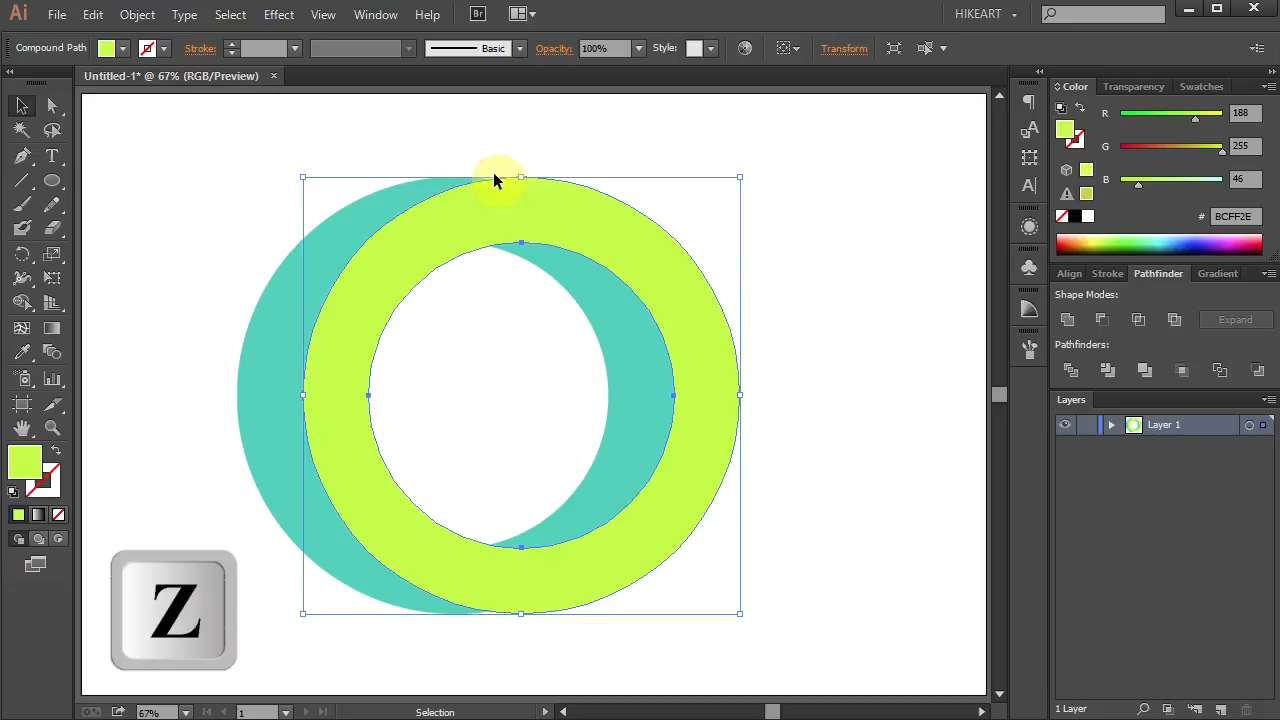 Ai File Edit Object Type Select Effect View Window Help Br HIKEART
Compound Path Stroke: Basic Opacity: 100% Style: Transform
Untitled-1* @ 67% (RGB/Preview) ×
Color Transparency Swatches
R 188
G 255
B 46
# BCFF2E
Align Stroke Pathfinder Gradient
Shape Modes:
Expand
Pathfinders:
Layers
Layer 1
Z
67% 1 Selection
1 Layer